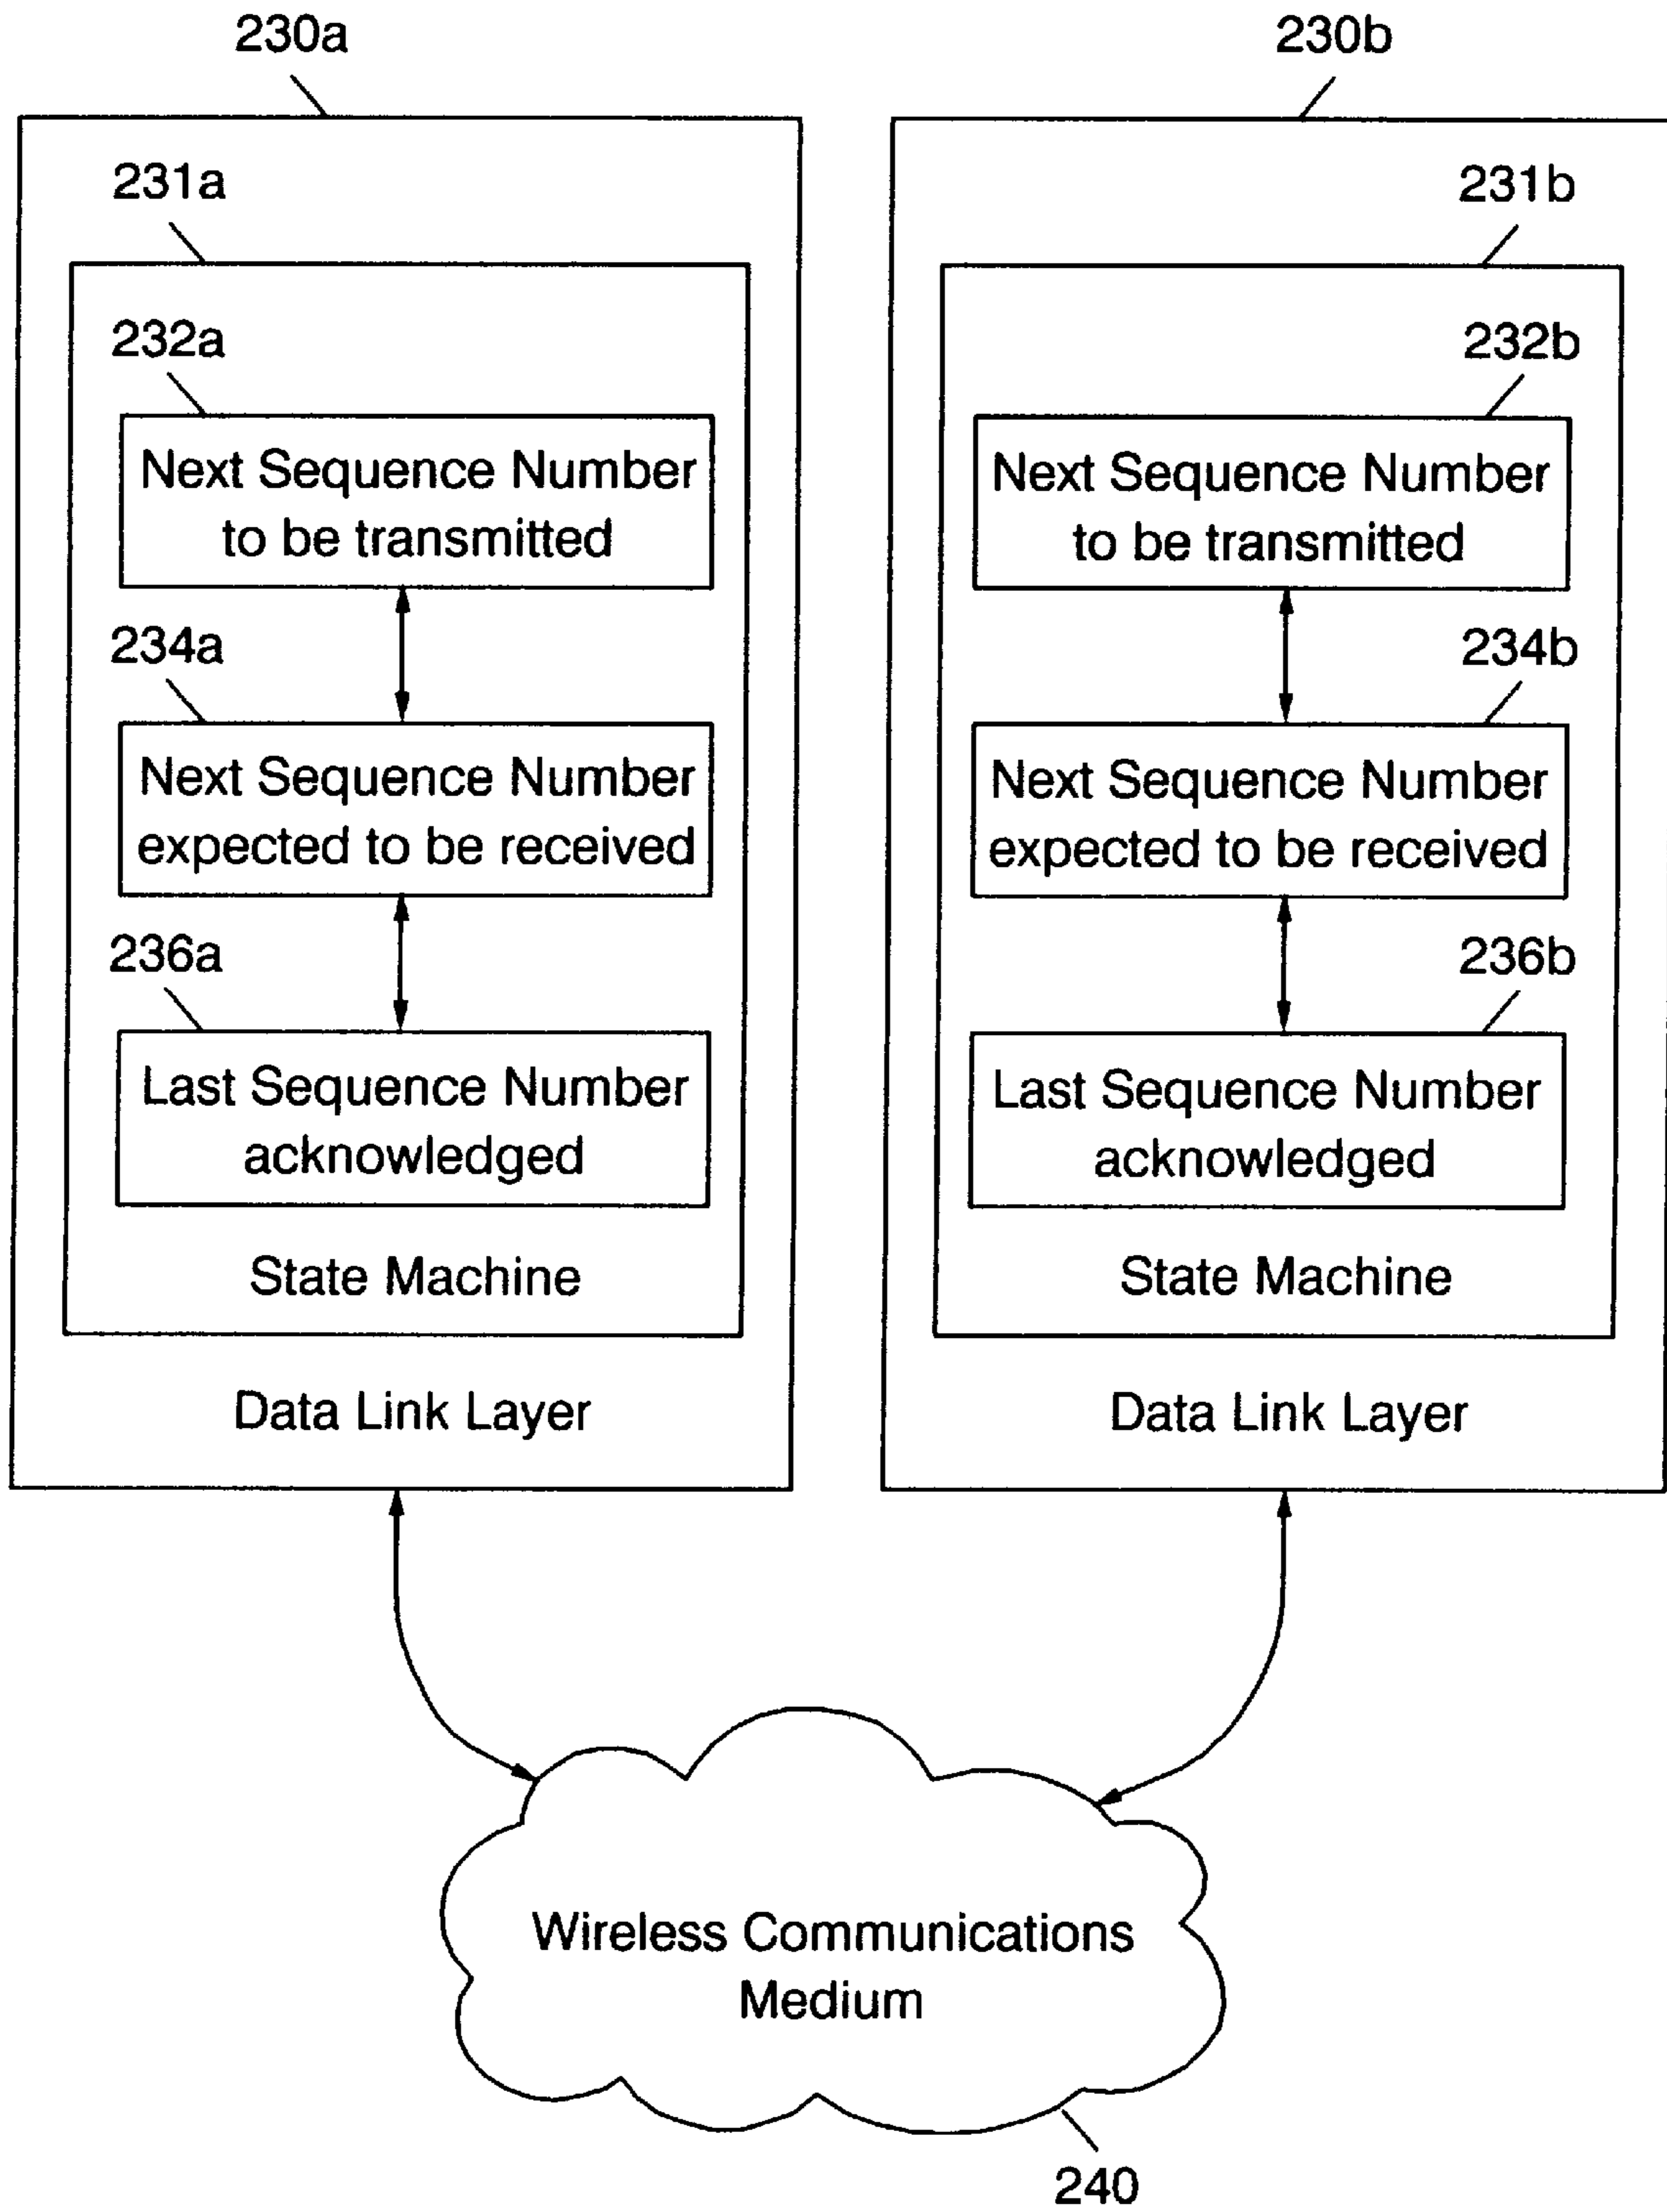 230a
230b
231a
231b
232a
232b
Next Sequence Number
to be transmitted
Next Sequence Number
to be transmitted
234a
234b
Next Sequence Number
expected to be received
Next Sequence Number
expected to be received
236a
236b
Last Sequence Number
acknowledged
Last Sequence Number
acknowledged
State Machine
State Machine
Data Link Layer
Data Link Layer
Wireless Communications
Medium
240